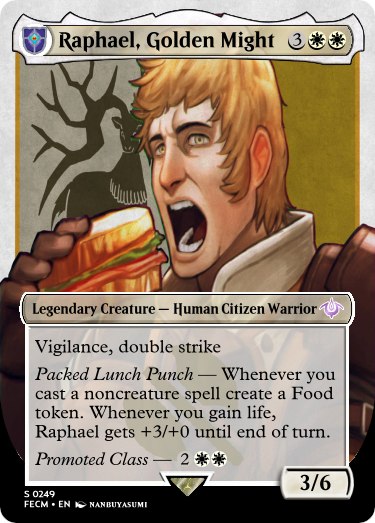 Raphael, Golden Might 3
Legendary Creature — Human Citizen Warrior
Vigilance, double strike
Packed Lunch Punch — Whenever you
cast a noncreature spell create a Food
token. Whenever you gain life,
Raphael gets +3/+0 until end of turn.
Promoted Class — 2
3/6
S 0249
FECM • EN NANBUYASUMI